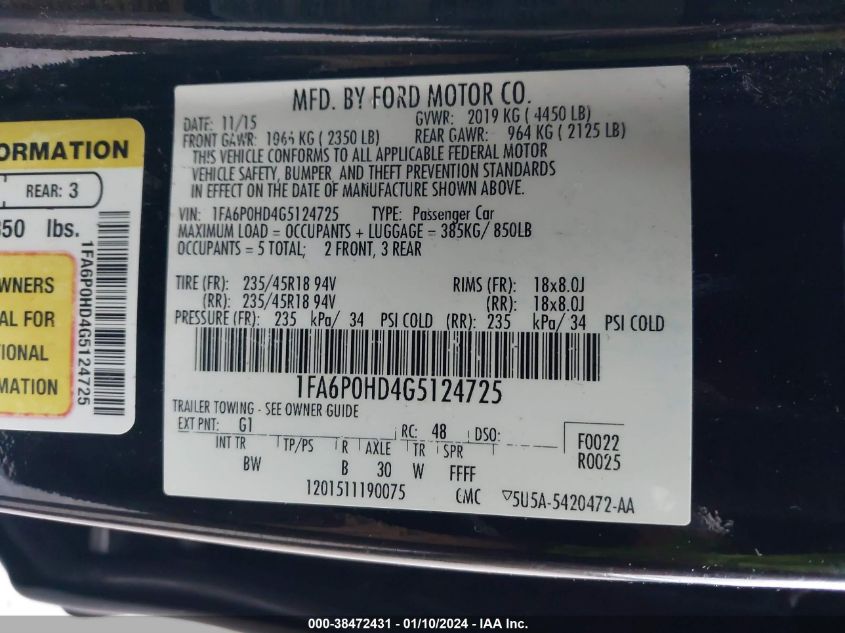 MFD. BY FORD MOTOR CO.
DATE: 11/15 GVWR: 2019 KG ( 4450 LB)
FRONT GAWR: 1066 KG ( 2350 LB) REAR GAWR: 964 KG ( 2125 LB)
THIS VEHICLE CONFORMS TO ALL APPLICABLE FEDERAL MOTOR
VEHICLE SAFETY, BUMPER, AND THEFT PREVENTION STANDARDS
IN EFFECT ON THE DATE OF MANUFACTURE SHOWN ABOVE.
VIN: 1FA6P0HD4G5124725 TYPE: Passenger Car
MAXIMUM LOAD = OCCUPANTS + LUGGAGE = 385KG/ 850LB
OCCUPANTS = 5 TOTAL; 2 FRONT, 3 REAR
TIRE (FR): 235/45R18 94V RIMS (FR): 18x8.0J
(RR): 235/45R18 94V (RR): 18x8.0J
PRESSURE (FR): 235 kPa/ 34 PSI COLD (RR): 235 kPa/ 34 PSI COLD
1FA6P0HD4G5124725
TRAILER TOWING - SEE OWNER GUIDE
EXT PNT: G1 RC: 48 DSO:
INT TR TP/PS R AXLE TR SPR
BW B 30 W FFFF
F0022
R0025
1201511190075 CMC ▽5U5A-5420472-AA
ORMATION
REAR: 3
850 lbs.
WNERS
AL FOR
TIONAL
MATION
1FA6P0HD4G5124725
000-38472431 - 01/10/2024 - IAA Inc.